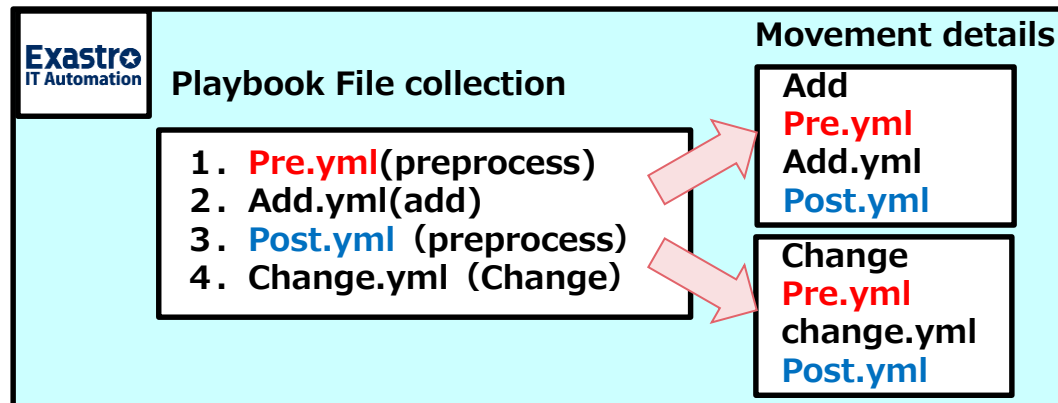 Exastro
IT Automation
Playbook File collection
1． Pre.yml(preprocess)
2． Add.yml(add)
3． Post.yml（preprocess）
4． Change.yml（Change）
Movement details
Add
Pre.yml
Add.yml
Post.yml
Change
Pre.yml
change.yml
Post.yml